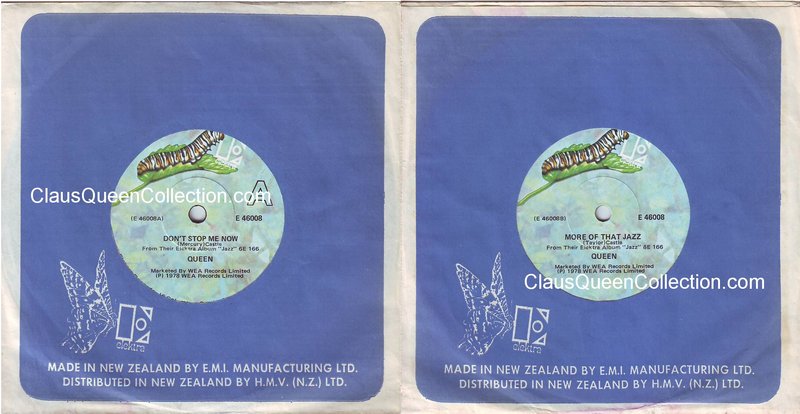 ClausQueenCollection.com
A
(E 46008A)
E 46008
DON'T STOP ME NOW
(Mercury)Castle
From Their Elektra Album "Jazz" 6E 166
QUEEN
Marketed By WEA Records Limited
(P) 1978 WEA Records Limited
elektra
MADE IN NEW ZEALAND BY E.M.I. MANUFACTURING LTD.
DISTRIBUTED IN NEW ZEALAND BY H.M.V. (N.Z.) LTD.
(E 46008B)
E 46008
MORE OF THAT JAZZ
(Taylor)Castle
From Their Elektra Album "Jazz" 6E 166
QUEEN
Marketed By WEA Records Limited
(P) 1978 WEA Records Limited
ClausQueenCollection.com
elektra
MADE IN NEW ZEALAND BY E.M.I. MANUFACTURING LTD.
DISTRIBUTED IN NEW ZEALAND BY H.M.V. (N.Z.) LTD.